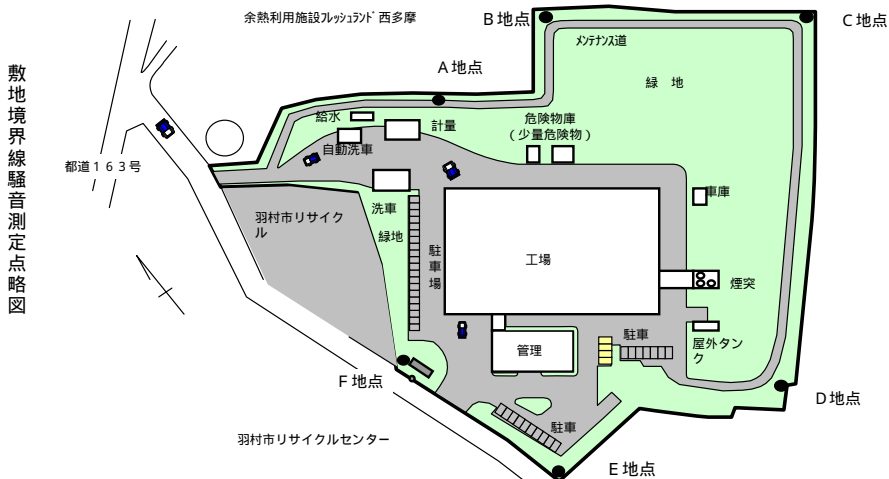 敷地境界線騒音測定点略図
余熱利用施設フレッシュランド西多摩
B地点
C地点
メンテナンス道
A地点
緑 地
給水
計量
危険物庫
(少量危険物)
自動洗車
都道163号
車庫
洗車
羽村市リサイク
ル
緑地
駐車場
工場
煙突
駐車
屋外タン
ク
管理
F地点
D地点
駐車
羽村市リサイクルセンター
E地点